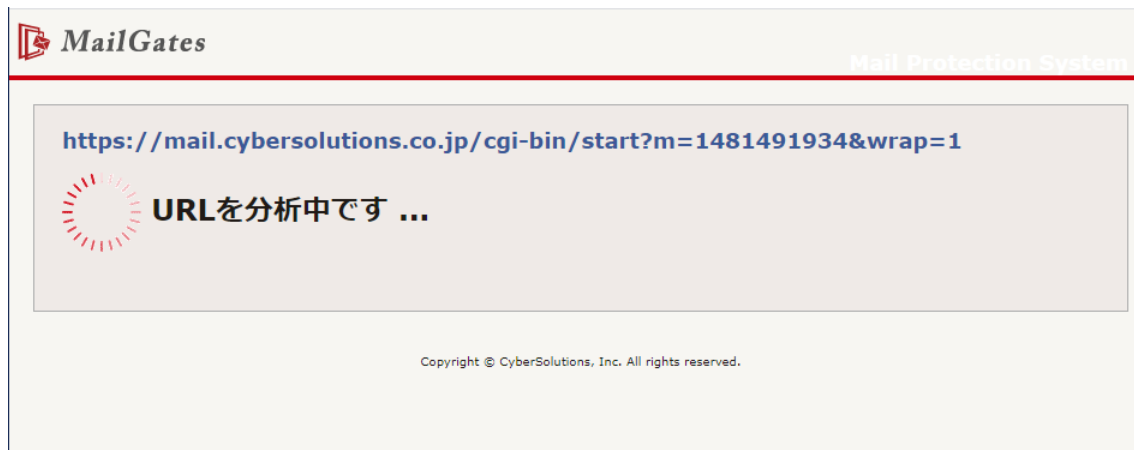 MailGates
Mail Protection System
https://mail.cybersolutions.co.jp/cgi-bin/start?m=1481491934&wrap=1
URLを分析中です ...
Copyright © CyberSolutions, Inc. All rights reserved.